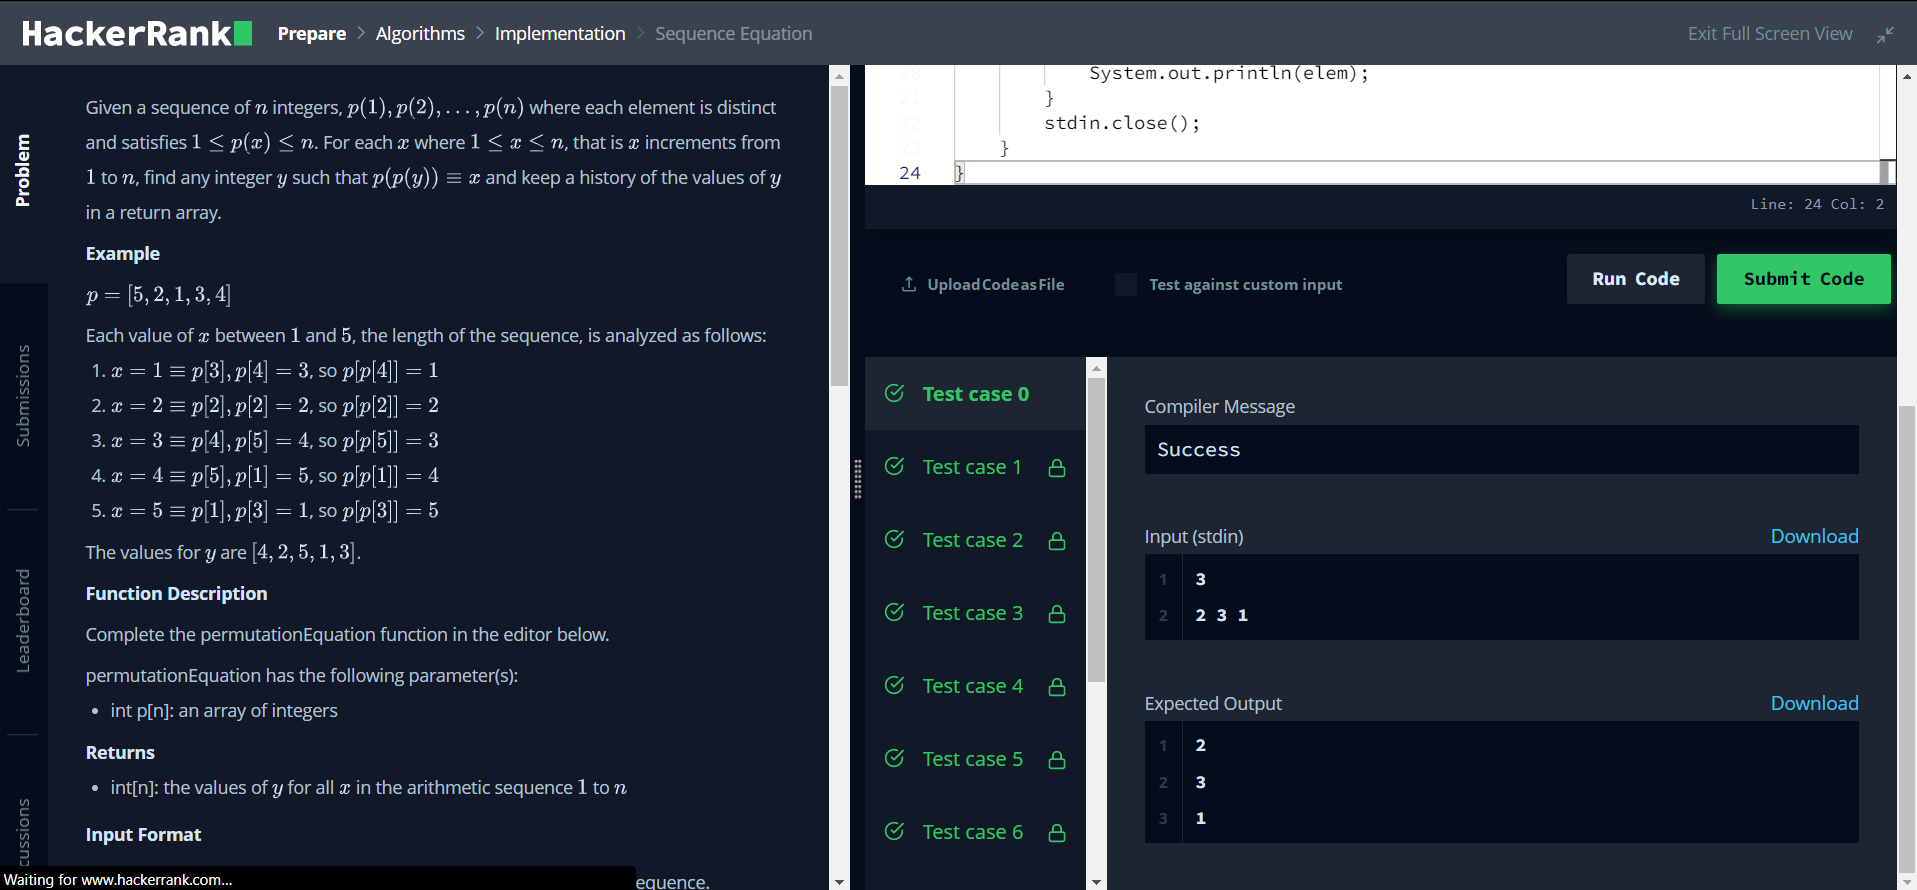 HackerRank Prepare > Algorithms > Implementation > Sequence Equation Exit Full Screen View
Problem
Submissions
Leaderboard
cussions
Given a sequence of n integers, p(1), p(2), . . . , p(n) where each element is distinct
and satisfies 1 ≤ p(x) ≤ n. For each x where 1 ≤ x ≤ n, that is x increments from
1 to n, find any integer y such that p(p(y)) ≡ x and keep a history of the values of y
in a return array.
Example
p = [5, 2, 1, 3, 4]
Each value of x between 1 and 5, the length of the sequence, is analyzed as follows:
1. x = 1 ≡ p[3], p[4] = 3, so p[p[4]] = 1
2. x = 2 ≡ p[2], p[2] = 2, so p[p[2]] = 2
3. x = 3 ≡ p[4], p[5] = 4, so p[p[5]] = 3
4. x = 4 ≡ p[5], p[1] = 5, so p[p[1]] = 4
5. x = 5 ≡ p[1], p[3] = 1, so p[p[3]] = 5
The values for y are [4, 2, 5, 1, 3].
Function Description
Complete the permutationEquation function in the editor below.
permutationEquation has the following parameter(s):
• int p[n]: an array of integers
Returns
• int[n]: the values of y for all x in the arithmetic sequence 1 to n
Input Format
equence.
Waiting for www.hackerrank.com...
20 System.out.println(elem);
21 }
22 stdin.close();
23 }
24 }
Line: 24 Col: 2
Upload Code as File
Test against custom input
Run Code
Submit Code
Test case 0
Test case 1
Test case 2
Test case 3
Test case 4
Test case 5
Test case 6
Compiler Message
Success
Input (stdin) Download
1 3
2 2 3 1
Expected Output Download
1 2
2 3
3 1